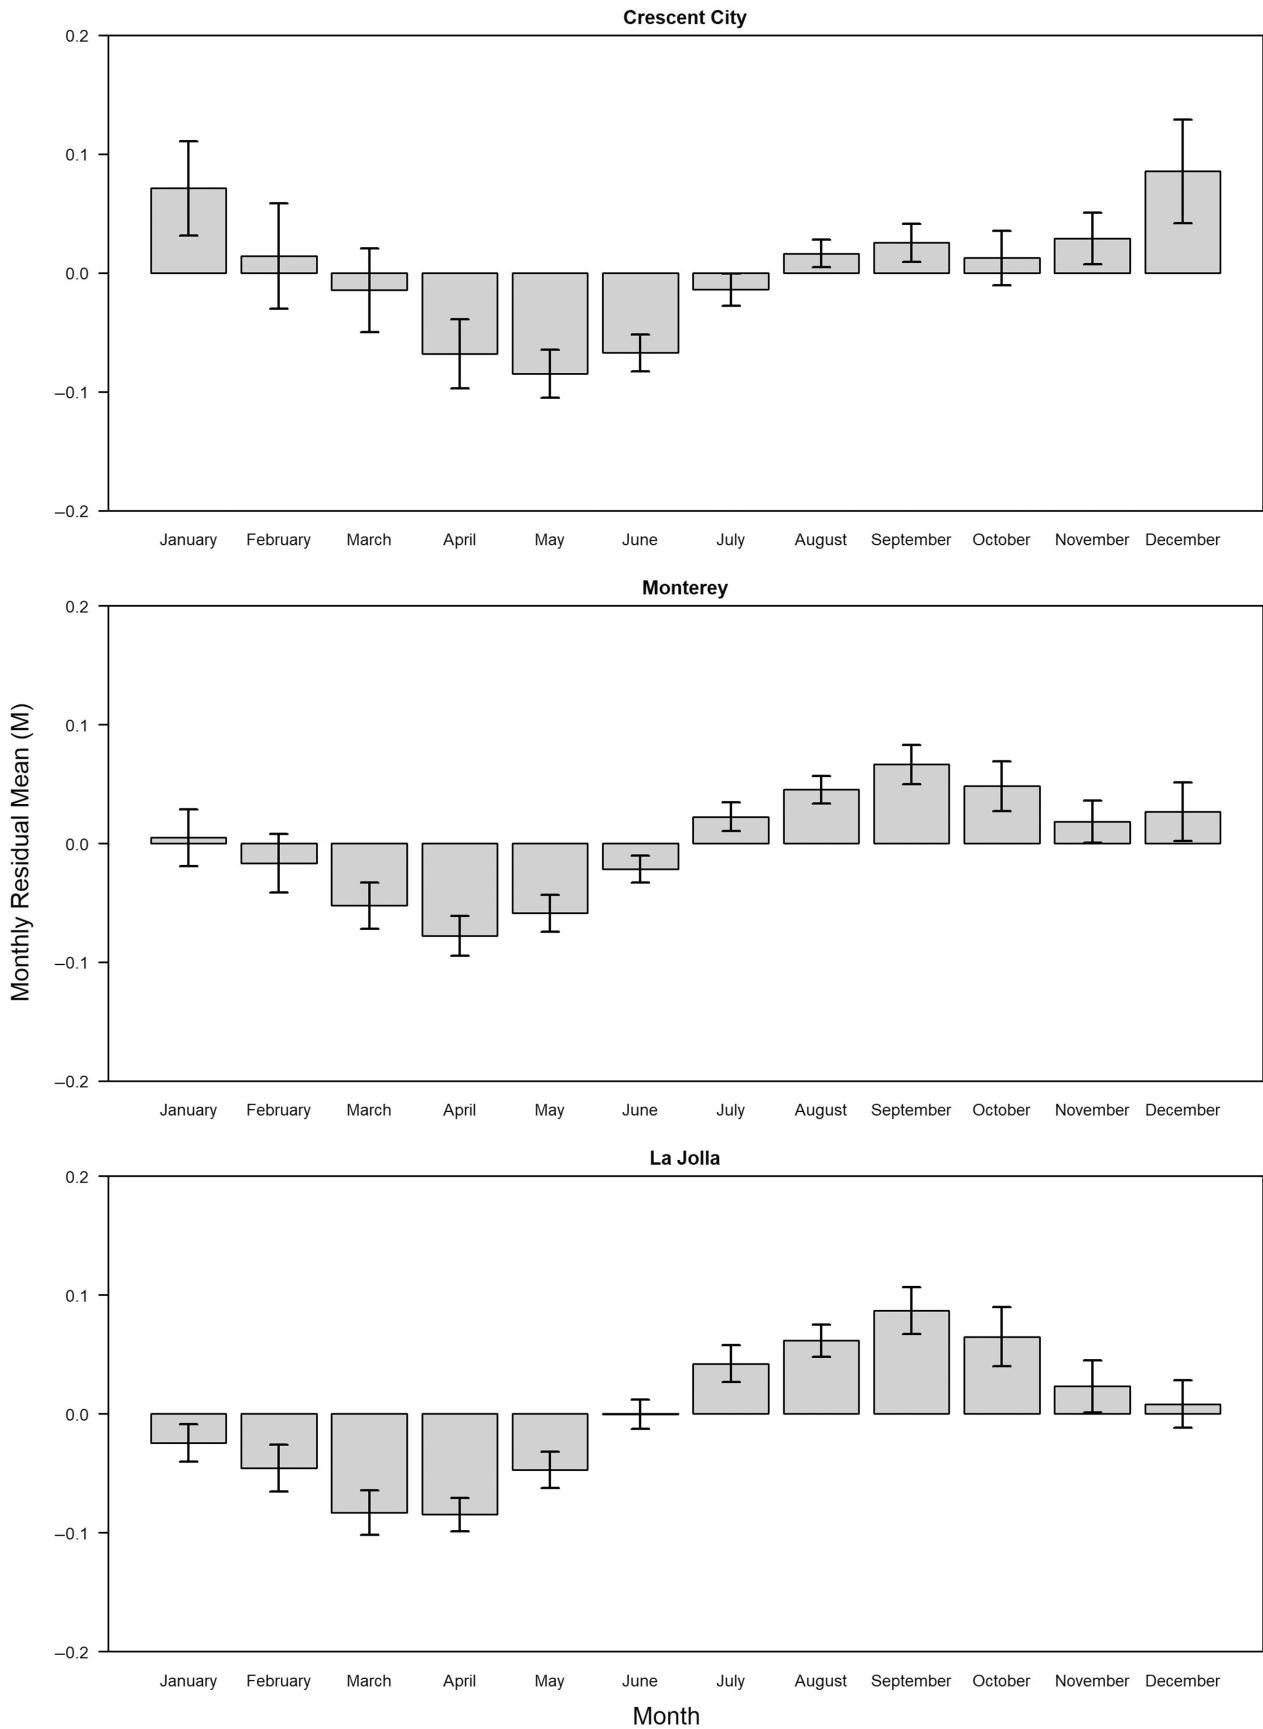 Crescent City
0.2
0.1
0.0
–0.1
–0.2
January February March April May June July August September October November December
Monterey
0.2
0.1
0.0
–0.1
–0.2
January February March April May June July August September October November December
Monthly Residual Mean (M)
La Jolla
0.2
0.1
0.0
–0.1
–0.2
January February March April May June July August September October November December
Month